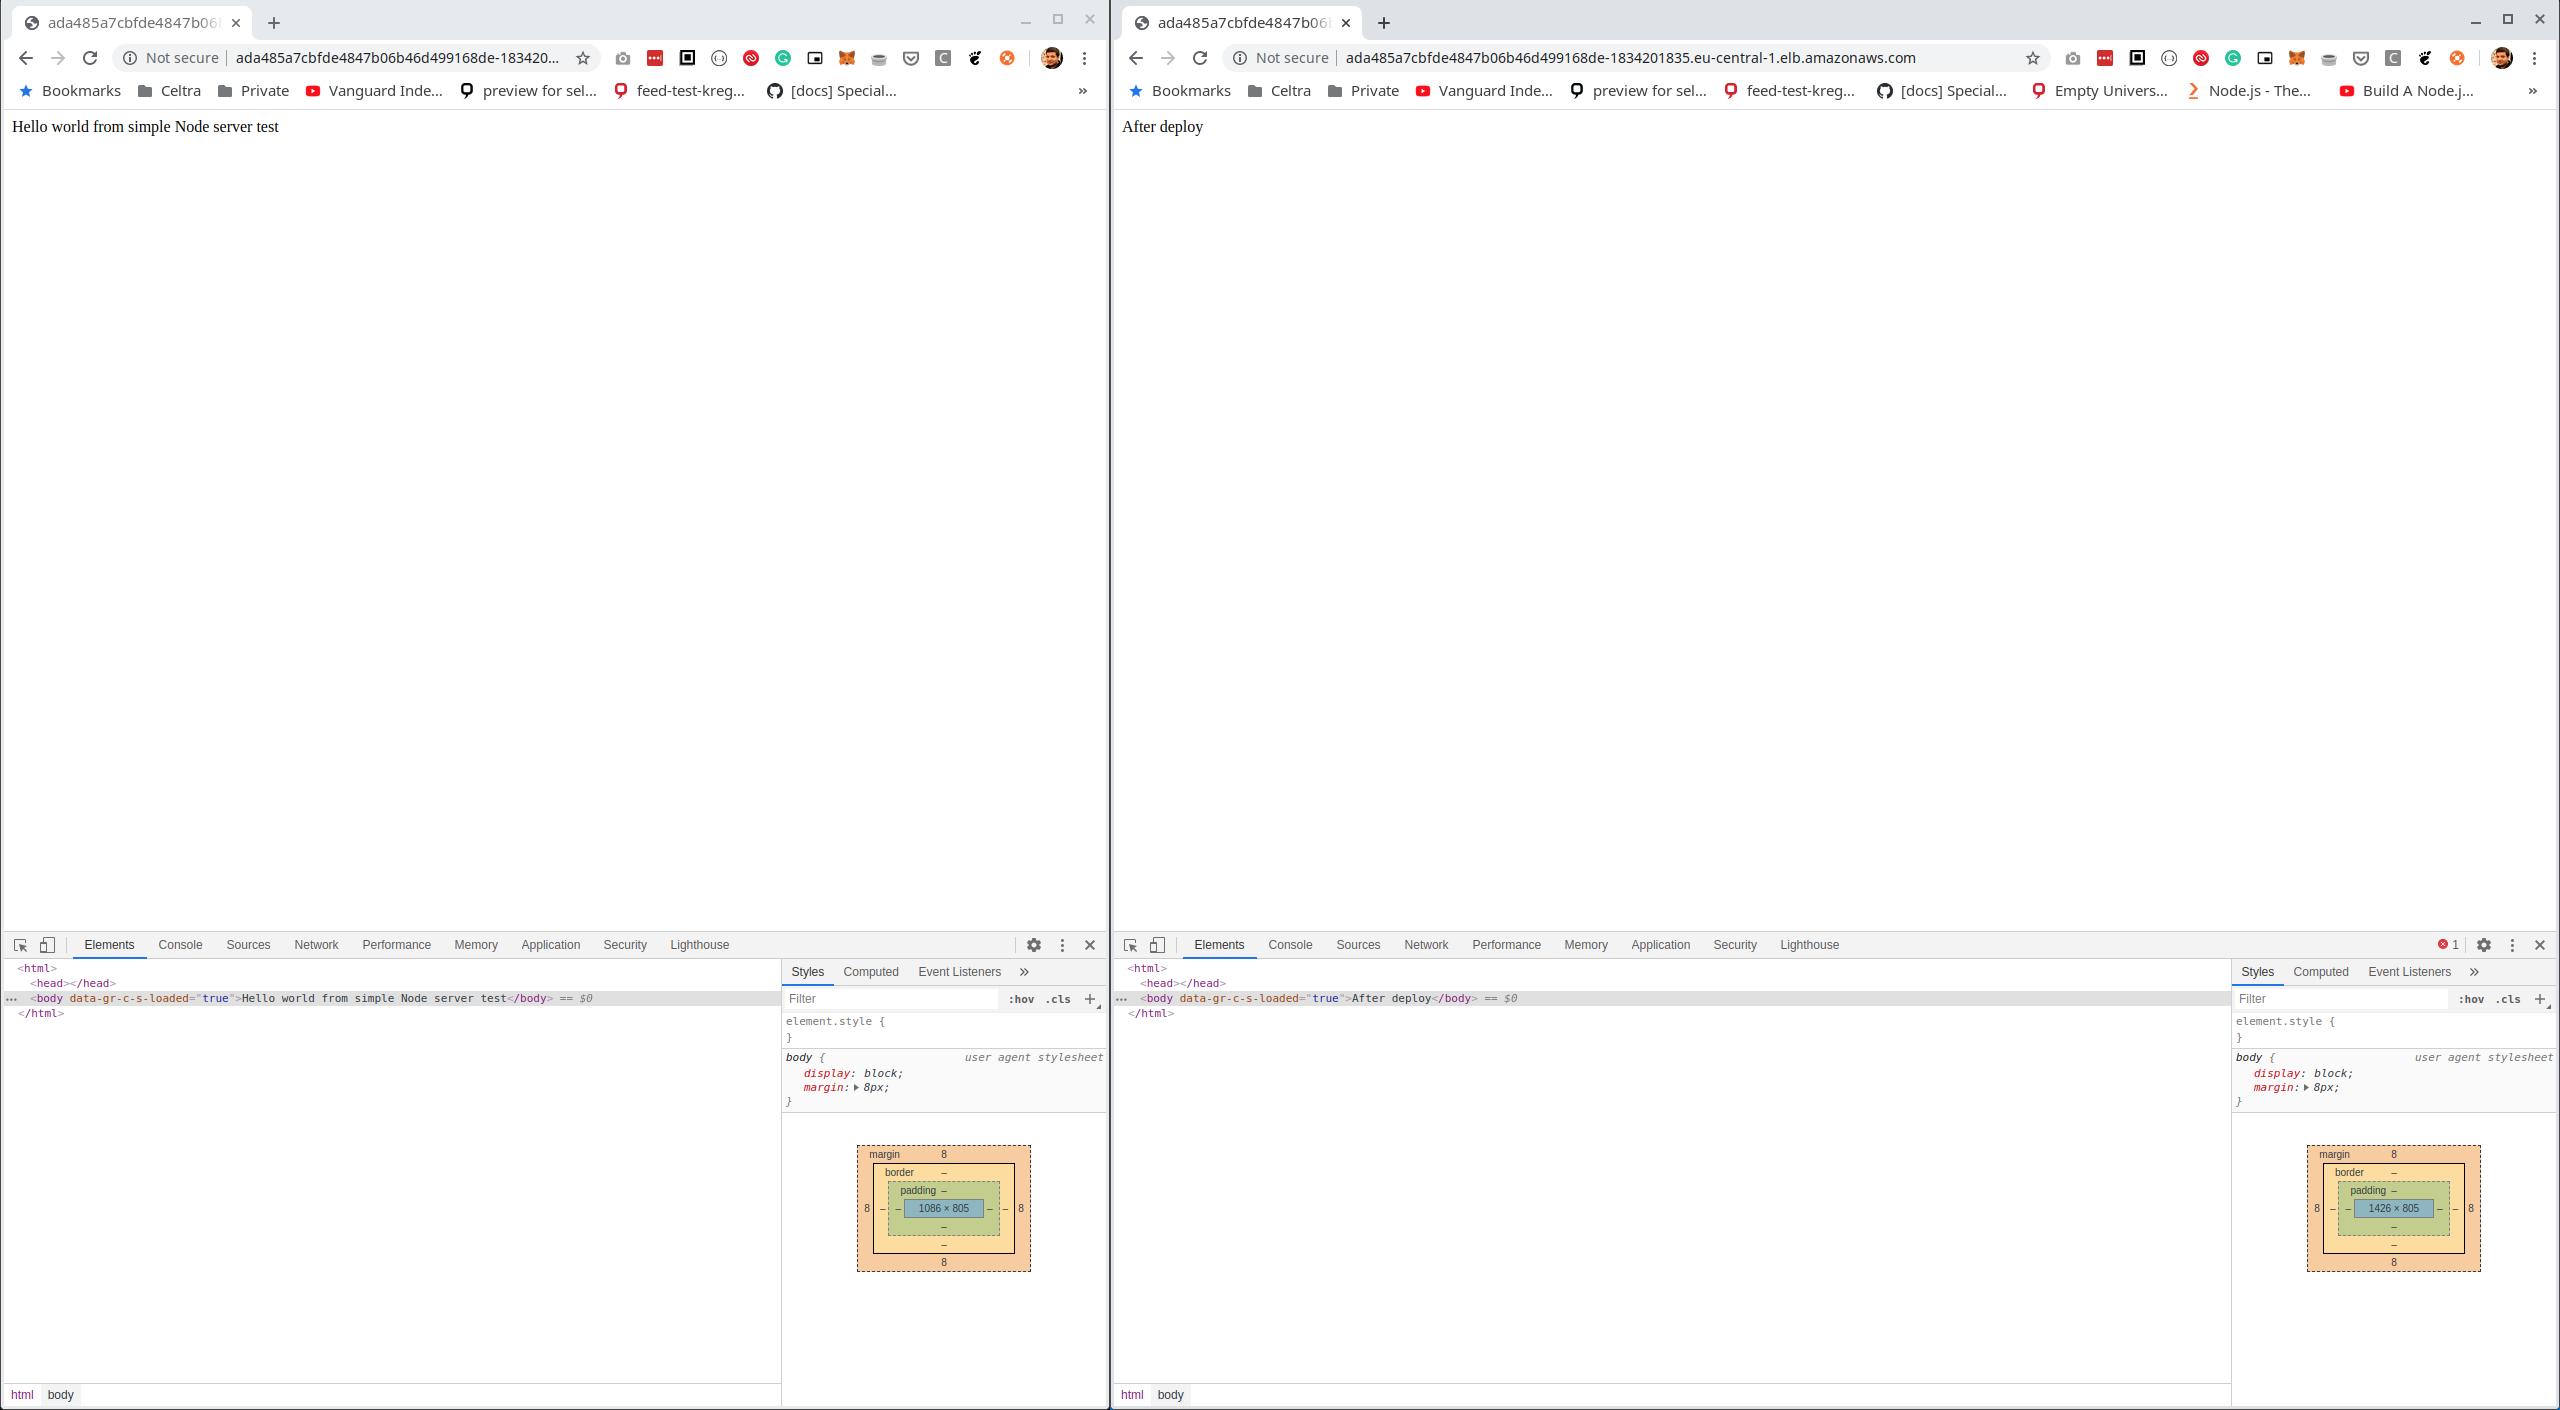 ada485a7cbfde4847b06
Not secure ada485a7cbfde4847b06b46d499168de-183420...
Bookmarks Celtra Private Vanguard Inde... preview for sel... feed-test-kreg... [docs] Special... »
Hello world from simple Node server test
Elements Console Sources Network Performance Memory Application Security Lighthouse
<html>
<head></head>
<body data-gr-c-s-loaded="true">Hello world from simple Node server test</body> == $0
</html>
Styles Computed Event Listeners »
Filter :hov .cls +
element.style {
}
body { user agent stylesheet
display: block;
margin: 8px;
}
margin 8
border –
padding –
8 – – 1086 × 805 – – 8
–
–
8
html body
ada485a7cbfde4847b06
Not secure ada485a7cbfde4847b06b46d499168de-1834201835.eu-central-1.elb.amazonaws.com
Bookmarks Celtra Private Vanguard Inde... preview for sel... feed-test-kreg... [docs] Special... Empty Univers... Node.js - The... Build A Node.j... »
After deploy
Elements Console Sources Network Performance Memory Application Security Lighthouse 1
<html>
<head></head>
<body data-gr-c-s-loaded="true">After deploy</body> == $0
</html>
Styles Computed Event Listeners »
Filter :hov .cls +
element.style {
}
body { user agent stylesheet
display: block;
margin: 8px;
}
margin 8
border –
padding –
8 – – 1426 × 805 – – 8
–
–
8
html body